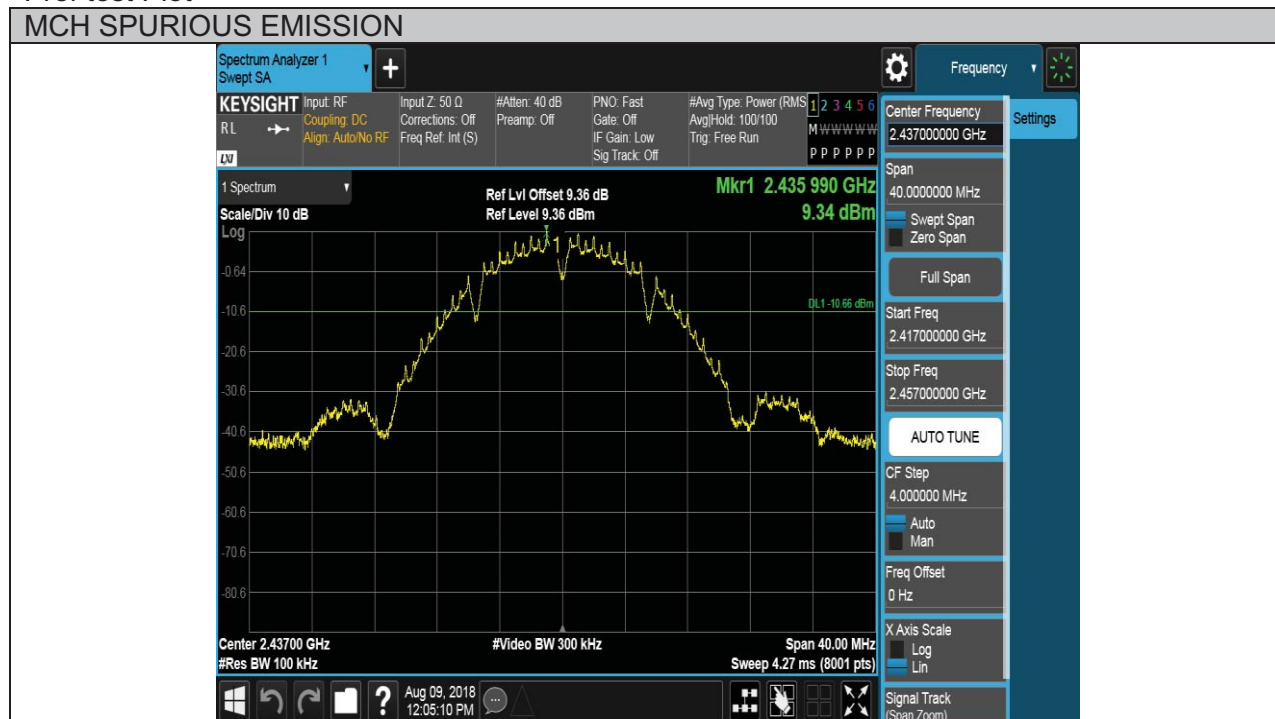 MCH SPURIOUS EMISSION
Spectrum Analyzer 1
Swept SA
Frequency
KEYSIGHT
RL
LXI
Input: RF
Coupling: DC
Align: Auto/No RF
Input Z: 50 Ω
Corrections: Off
Freq Ref: Int (S)
#Atten: 40 dB
Preamp: Off
PNO: Fast
Gate: Off
IF Gain: Low
Sig Track: Off
#Avg Type: Power (RMS
Avg|Hold: 100/100
Trig: Free Run
1 2 3 4 5 6
M W W W W W
P P P P P P
1 Spectrum
Scale/Div 10 dB
Ref Lvl Offset 9.36 dB
Ref Level 9.36 dBm
Mkr1 2.435 990 GHz
9.34 dBm
Log
1
-0.64
DL1 -10.66 dBm
-10.6
-20.6
-30.6
-40.6
-50.6
-60.6
-70.6
-80.6
Center 2.43700 GHz
#Res BW 100 kHz
#Video BW 300 kHz
Span 40.00 MHz
Sweep 4.27 ms (8001 pts)
Aug 09, 2018
12:05:10 PM
Center Frequency
2.437000000 GHz
Settings
Span
40.0000000 MHz
Swept Span
Zero Span
Full Span
Start Freq
2.417000000 GHz
Stop Freq
2.457000000 GHz
AUTO TUNE
CF Step
4.000000 MHz
Auto
Man
Freq Offset
0 Hz
X Axis Scale
Log
Lin
Signal Track
(Span Zoom)